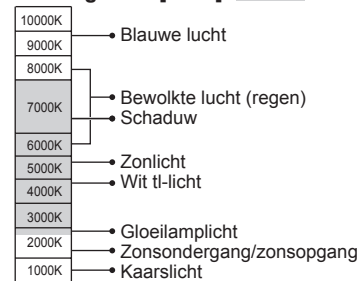 10000K
9000K
Blauwe lucht
8000K
7000K
Bewolkte lucht (regen)
Schaduw
6000K
5000K
Zonlicht
4000K
Wit tl-licht
3000K
Gloeilamplicht
2000K
Zonsondergang/zonsopgang
1000K
Kaarslicht